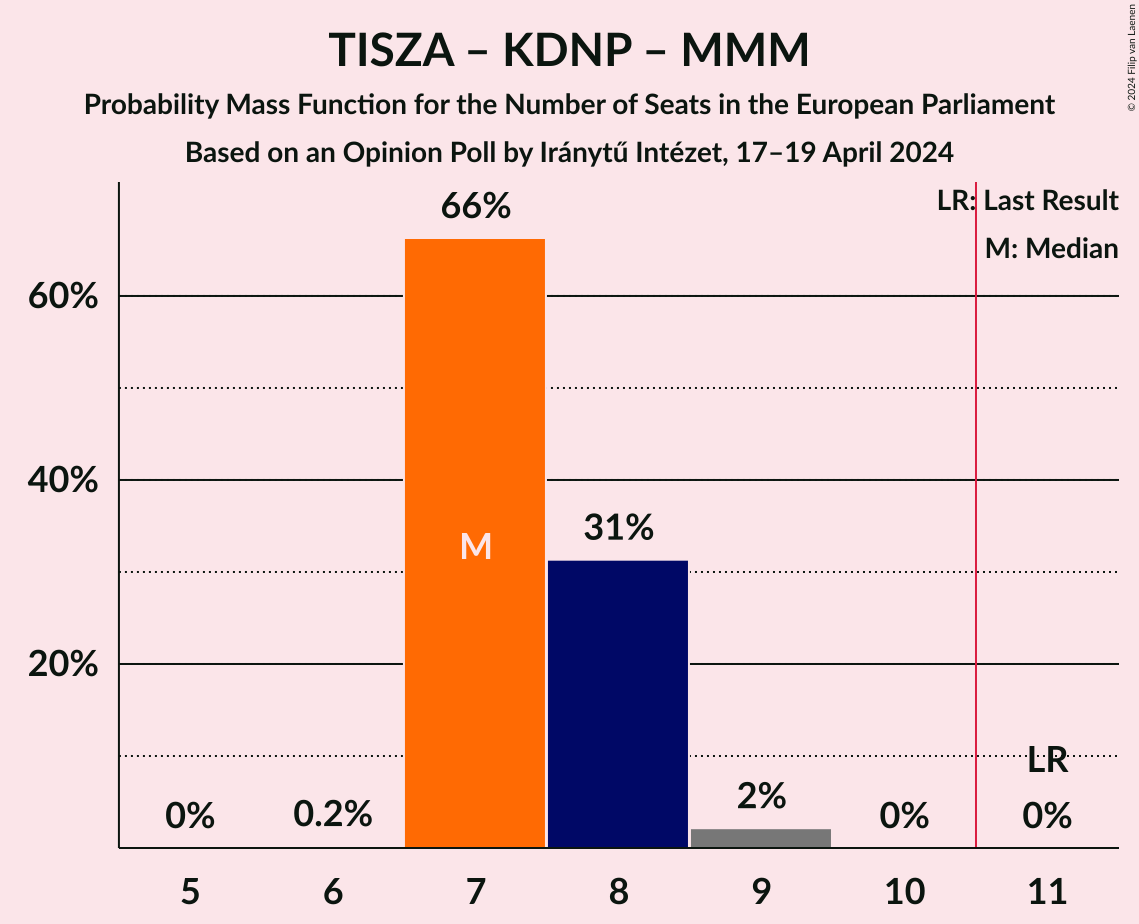 © 2024 Filip van Laenen
TISZA – KDNP – MMM
Probability Mass Function for the Number of Seats in the European Parliament
Based on an Opinion Poll by Iránytű Intézet, 17–19 April 2024
LR: Last Result
M: Median
66%
60%
M
40%
31%
20%
LR
0%
0.2%
2%
0%
0%
5
6
7
8
9
10
11